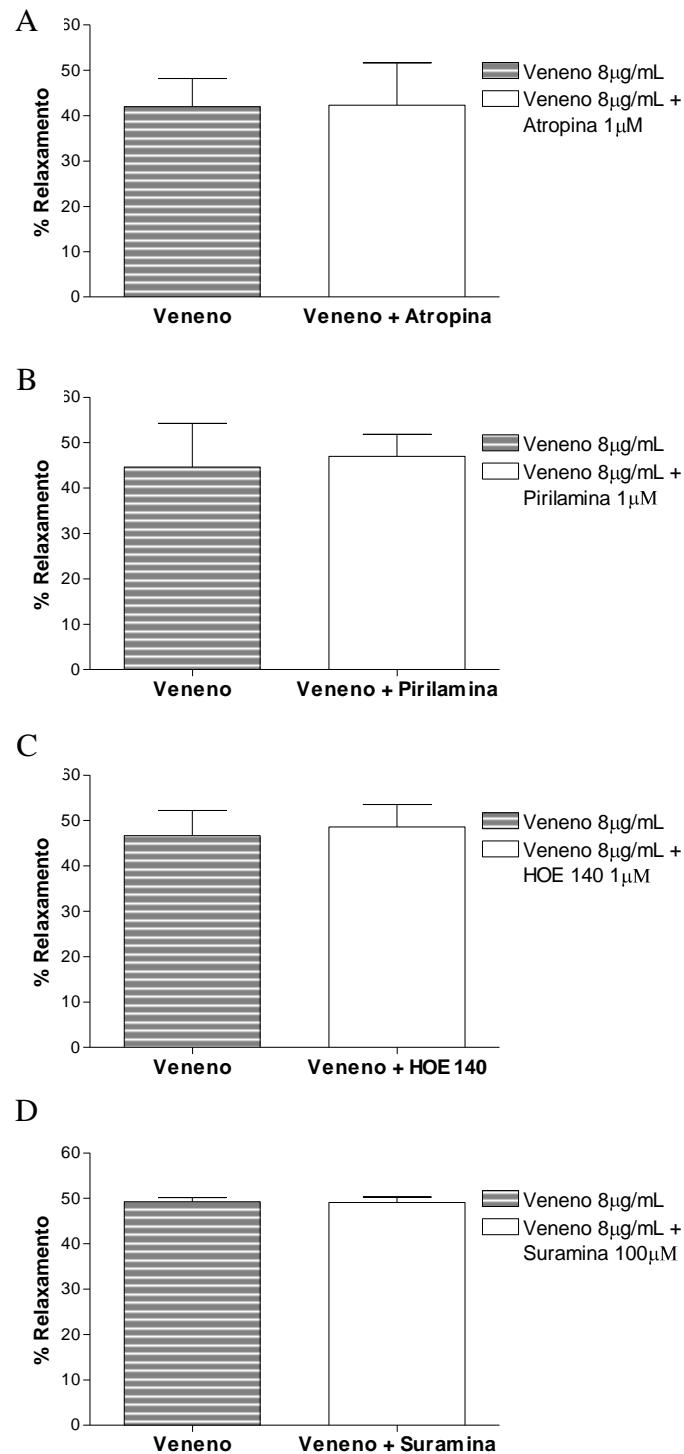 A
% Relaxamento
60
50
40
30
20
10
0
Veneno
Veneno + Atropina
Veneno 8μg/mL
Veneno 8μg/mL +
Atropina 1μM
B
% Relaxamento
60
50
40
30
20
10
0
Veneno
Veneno + Pirilamina
Veneno 8μg/mL
Veneno 8μg/mL +
Pirilamina 1μM
C
% Relaxamento
60
50
40
30
20
10
0
Veneno
Veneno + HOE 140
Veneno 8μg/mL
Veneno 8μg/mL +
HOE 140 1μM
D
% Relaxamento
60
50
40
30
20
10
0
Veneno
Veneno + Suramina
Veneno 8μg/mL
Veneno 8μg/mL +
Suramina 100μM